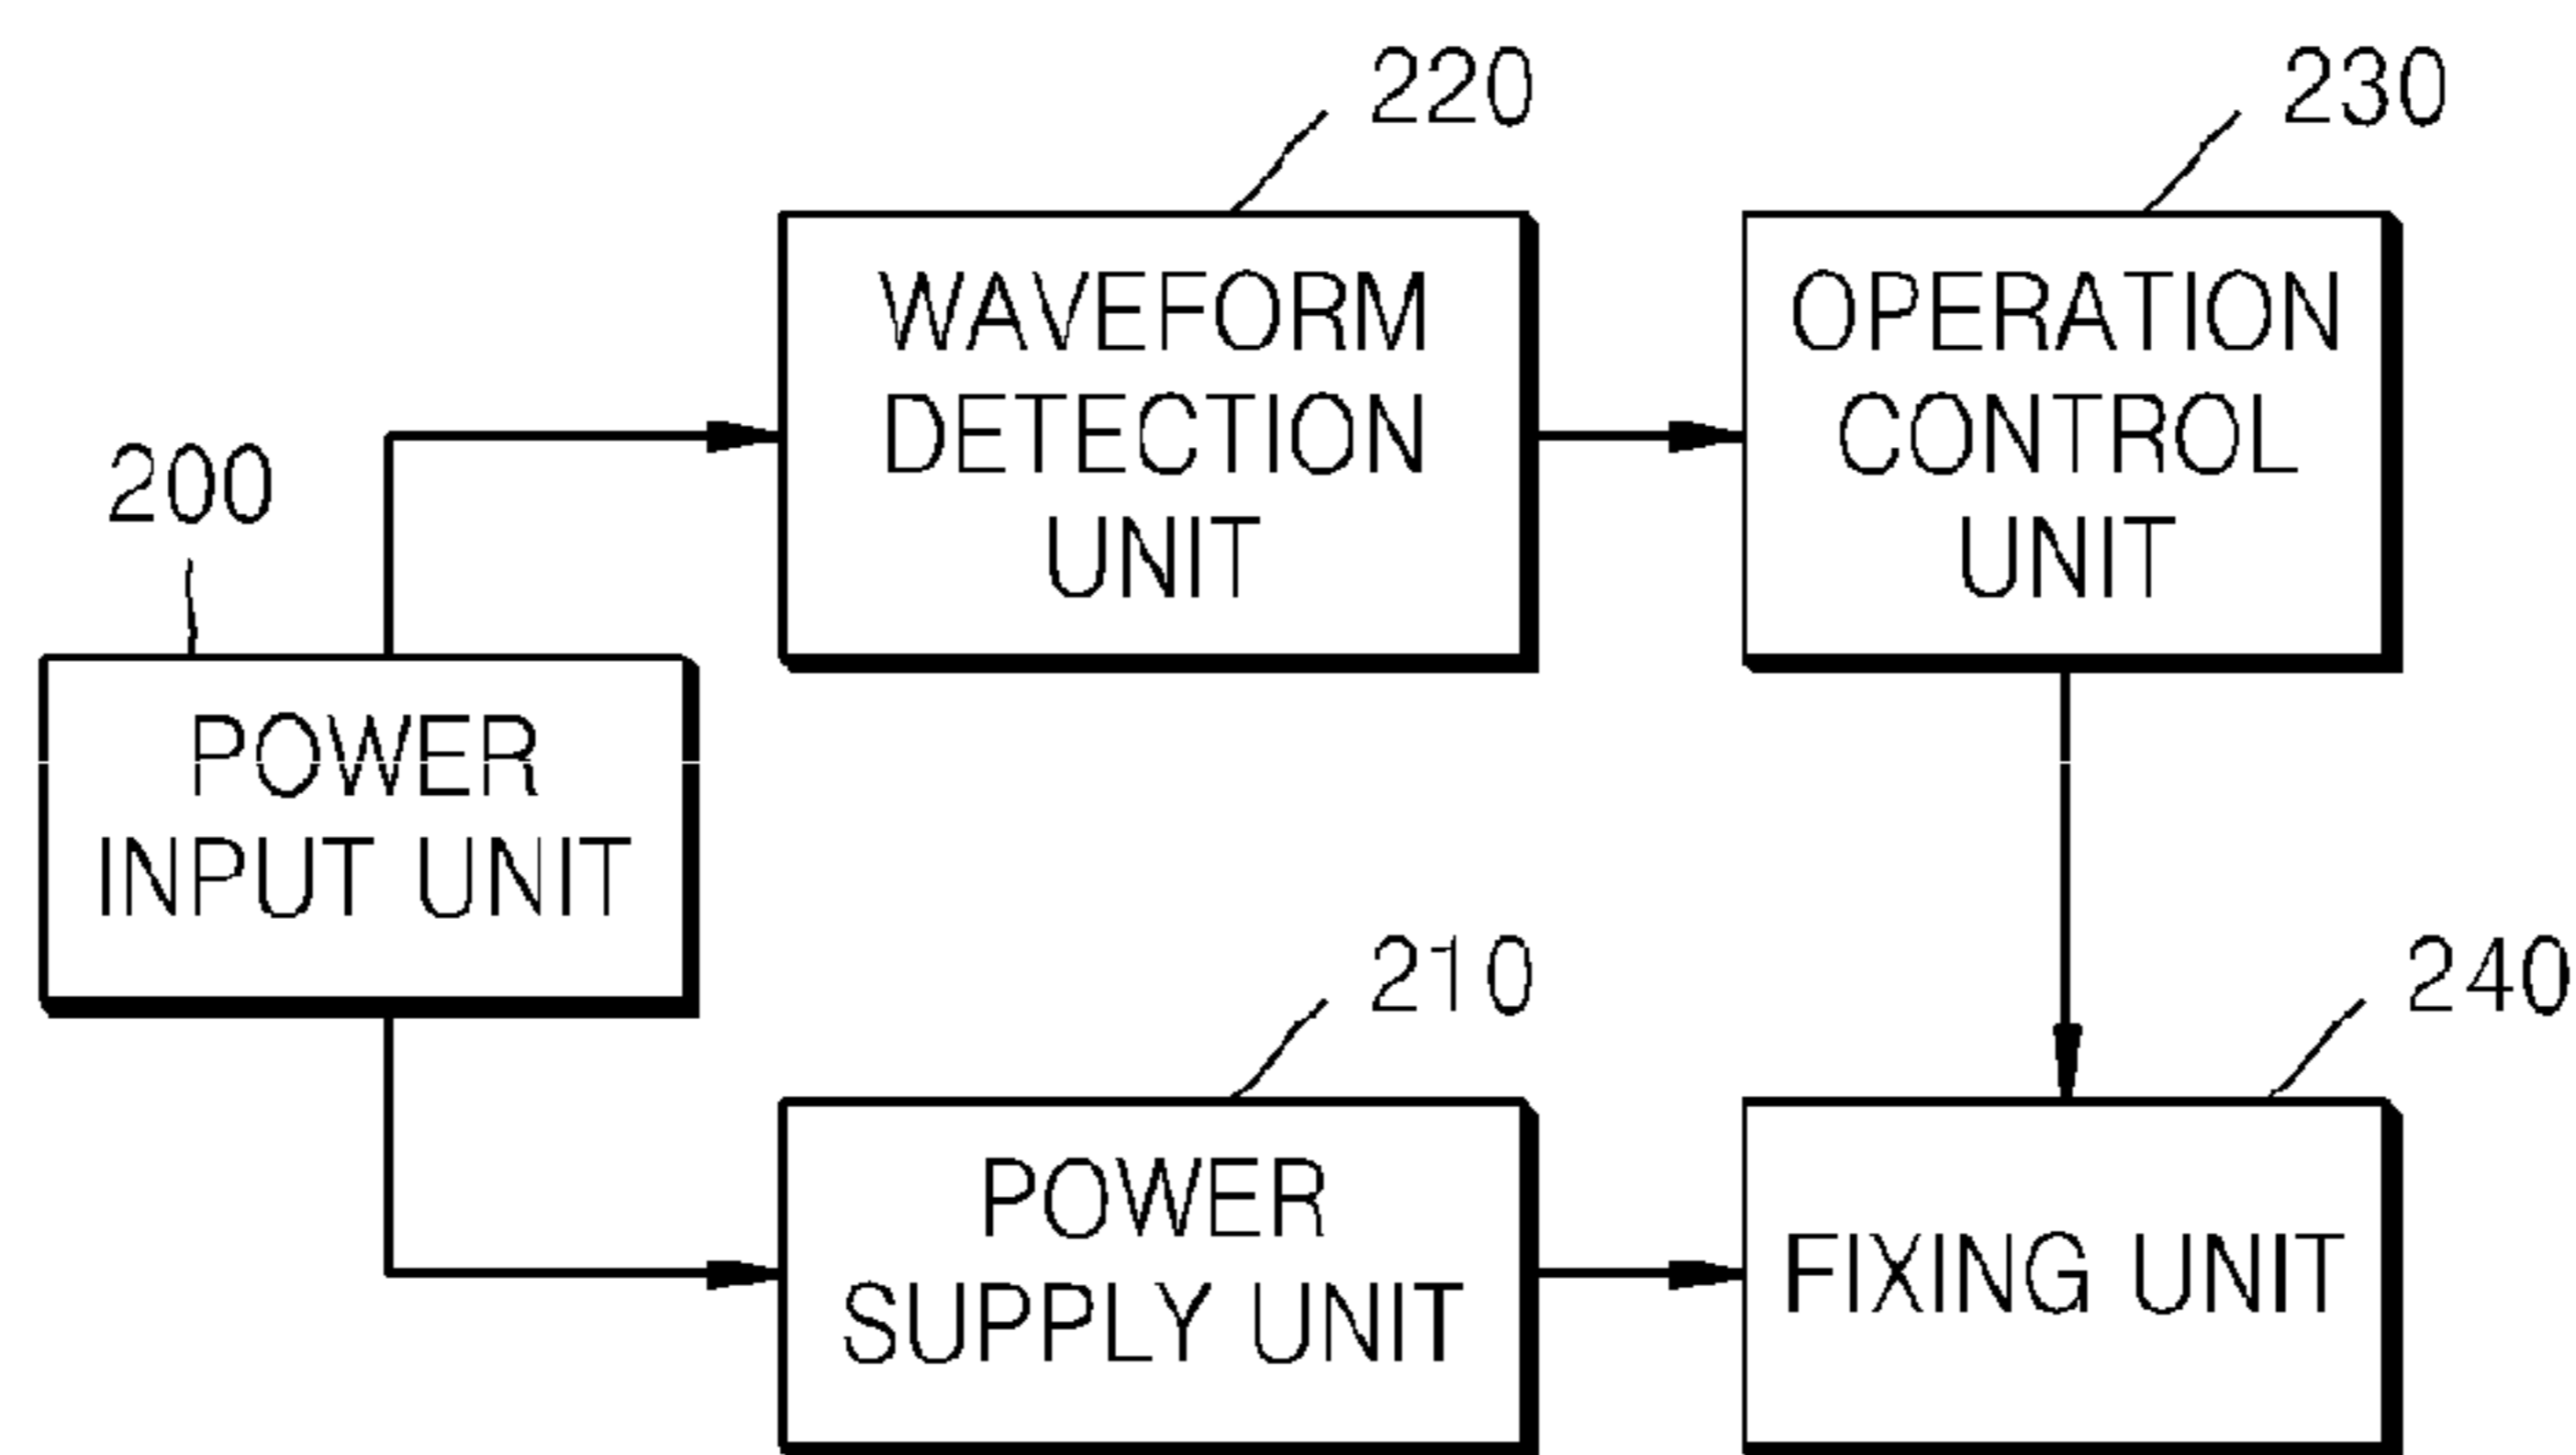 220
230
WAVEFORM
DETECTION
UNIT
OPERATION
CONTROL
UNIT
200
POWER
INPUT UNIT
210
240
POWER
SUPPLY UNIT
FIXING UNIT